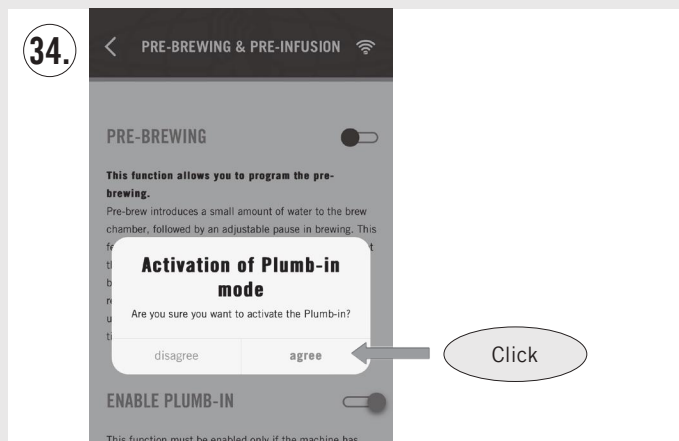 34.
PRE-BREWING & PRE-INFUSION
PRE-BREWING
This function allows you to program the pre-
brewing.
Pre-brew introduces a small amount of water to the brew
chamber, followed by an adjustable pause in brewing. This
Activation of Plumb-in
mode
Are you sure you want to activate the Plumb-in?
disagree
agree
Click
ENABLE PLUMB-IN
This function must be enabled only if the machine has